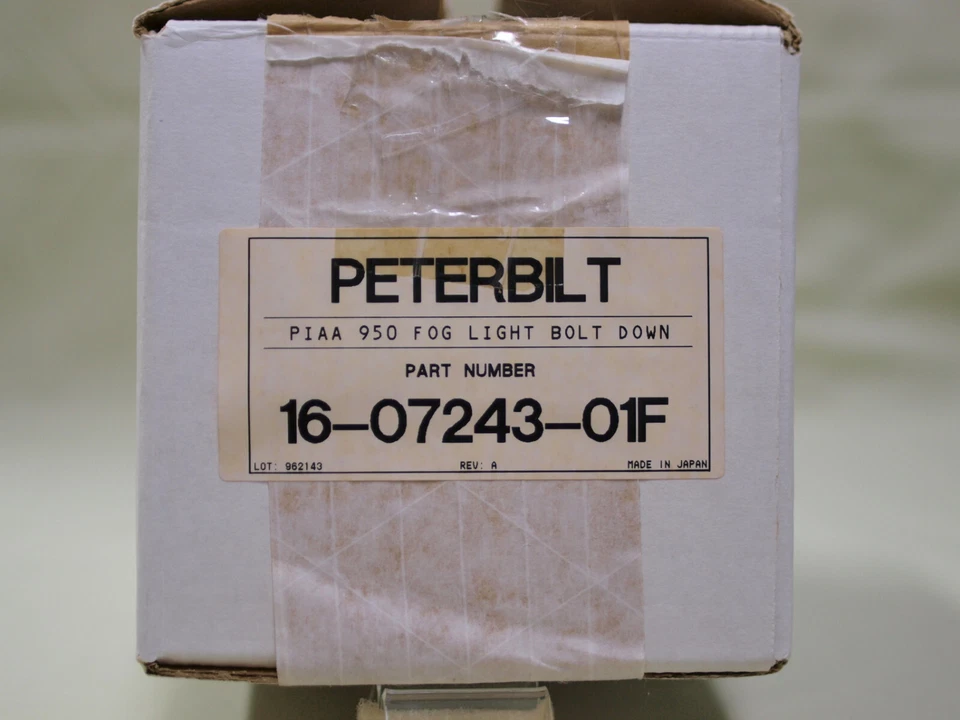 PETERBILT
PIAA 950 FOG LIGHT BOLT DOWN
PART NUMBER
16-07243-01F
LOT: 962143 REV: A MADE IN JAPAN